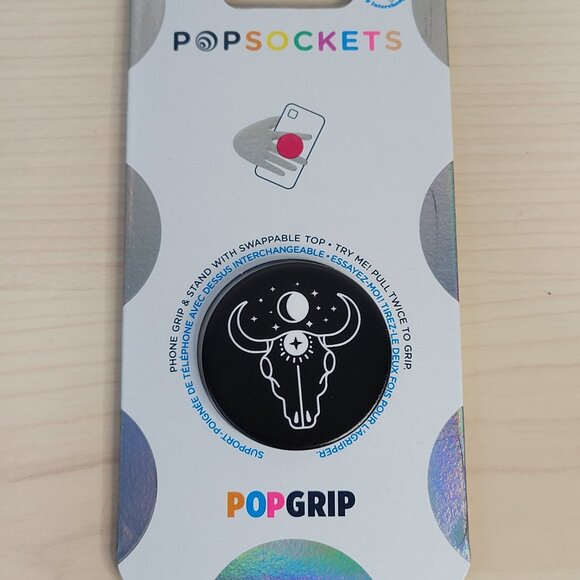 POPSOCKETS
PHONE GRIP & STAND WITH SWAPPABLE TOP • TRY ME! PULL TWICE TO GRIP
SUPPORT-POIGNÉE DE TÉLÉPHONE AVEC DESSUS INTERCHANGEABLE • ESSAYEZ-MOI! TIREZ-LE DEUX FOIS POUR L'AGRIPPER.
POPGRIP